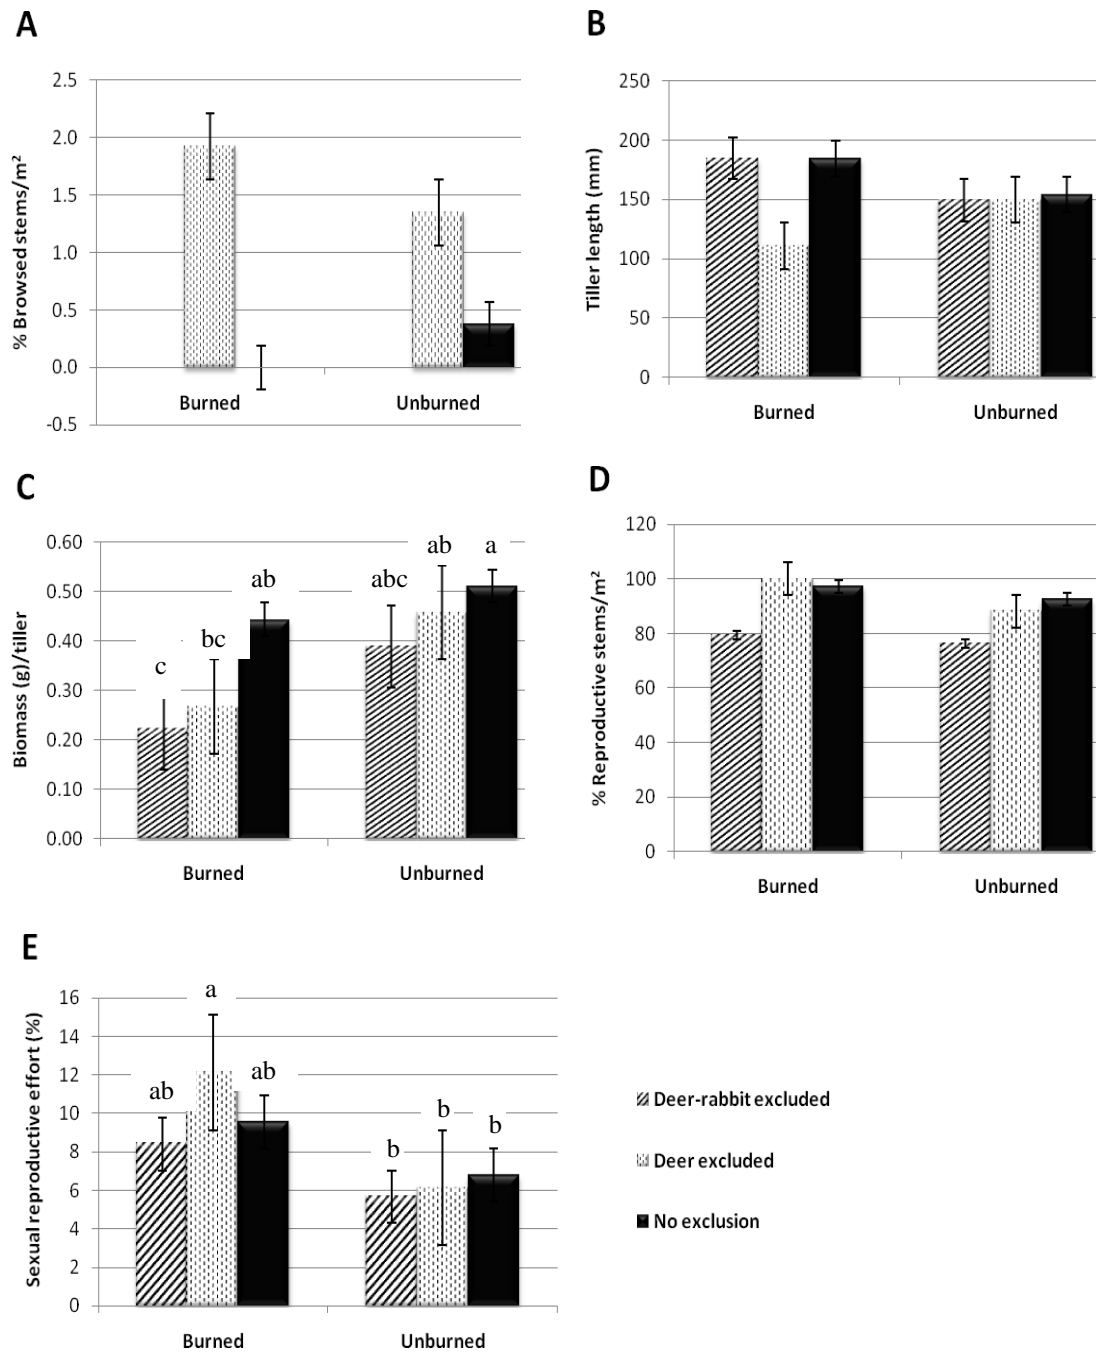 A
% Browsed stems/m²
2.5
2.0
1.5
1.0
0.5
0.0
-0.5
Burned
Unburned
B
Tiller length (mm)
250
200
150
100
50
0
Burned
Unburned
C
Biomass (g)/tiller
0.60
0.50
0.40
0.30
0.20
0.10
0.00
c
bc
ab
abc
ab
a
Burned
Unburned
D
% Reproductive stems/m²
120
100
80
60
40
20
0
Burned
Unburned
E
Sexual reproductive effort (%)
16
14
12
10
8
6
4
2
0
ab
a
ab
b
b
b
Burned
Unburned
Deer-rabbit excluded
Deer excluded
No exclusion